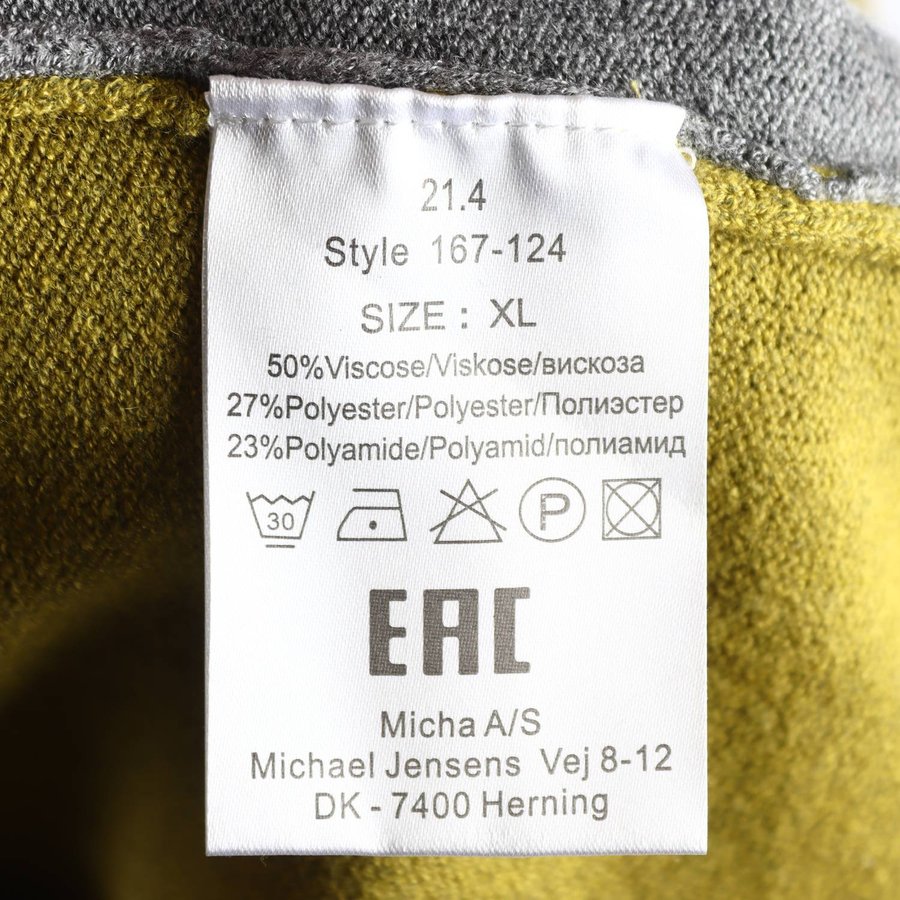 21.4
Style 167-124
SIZE : XL
50%Viscose/Viskose/вискоза
27%Polyester/Polyester/Полиэстер
23%Polyamide/Polyamid/полиамид
30 P
EAC
Micha A/S
Michael Jensens Vej 8-12
DK - 7400 Herning